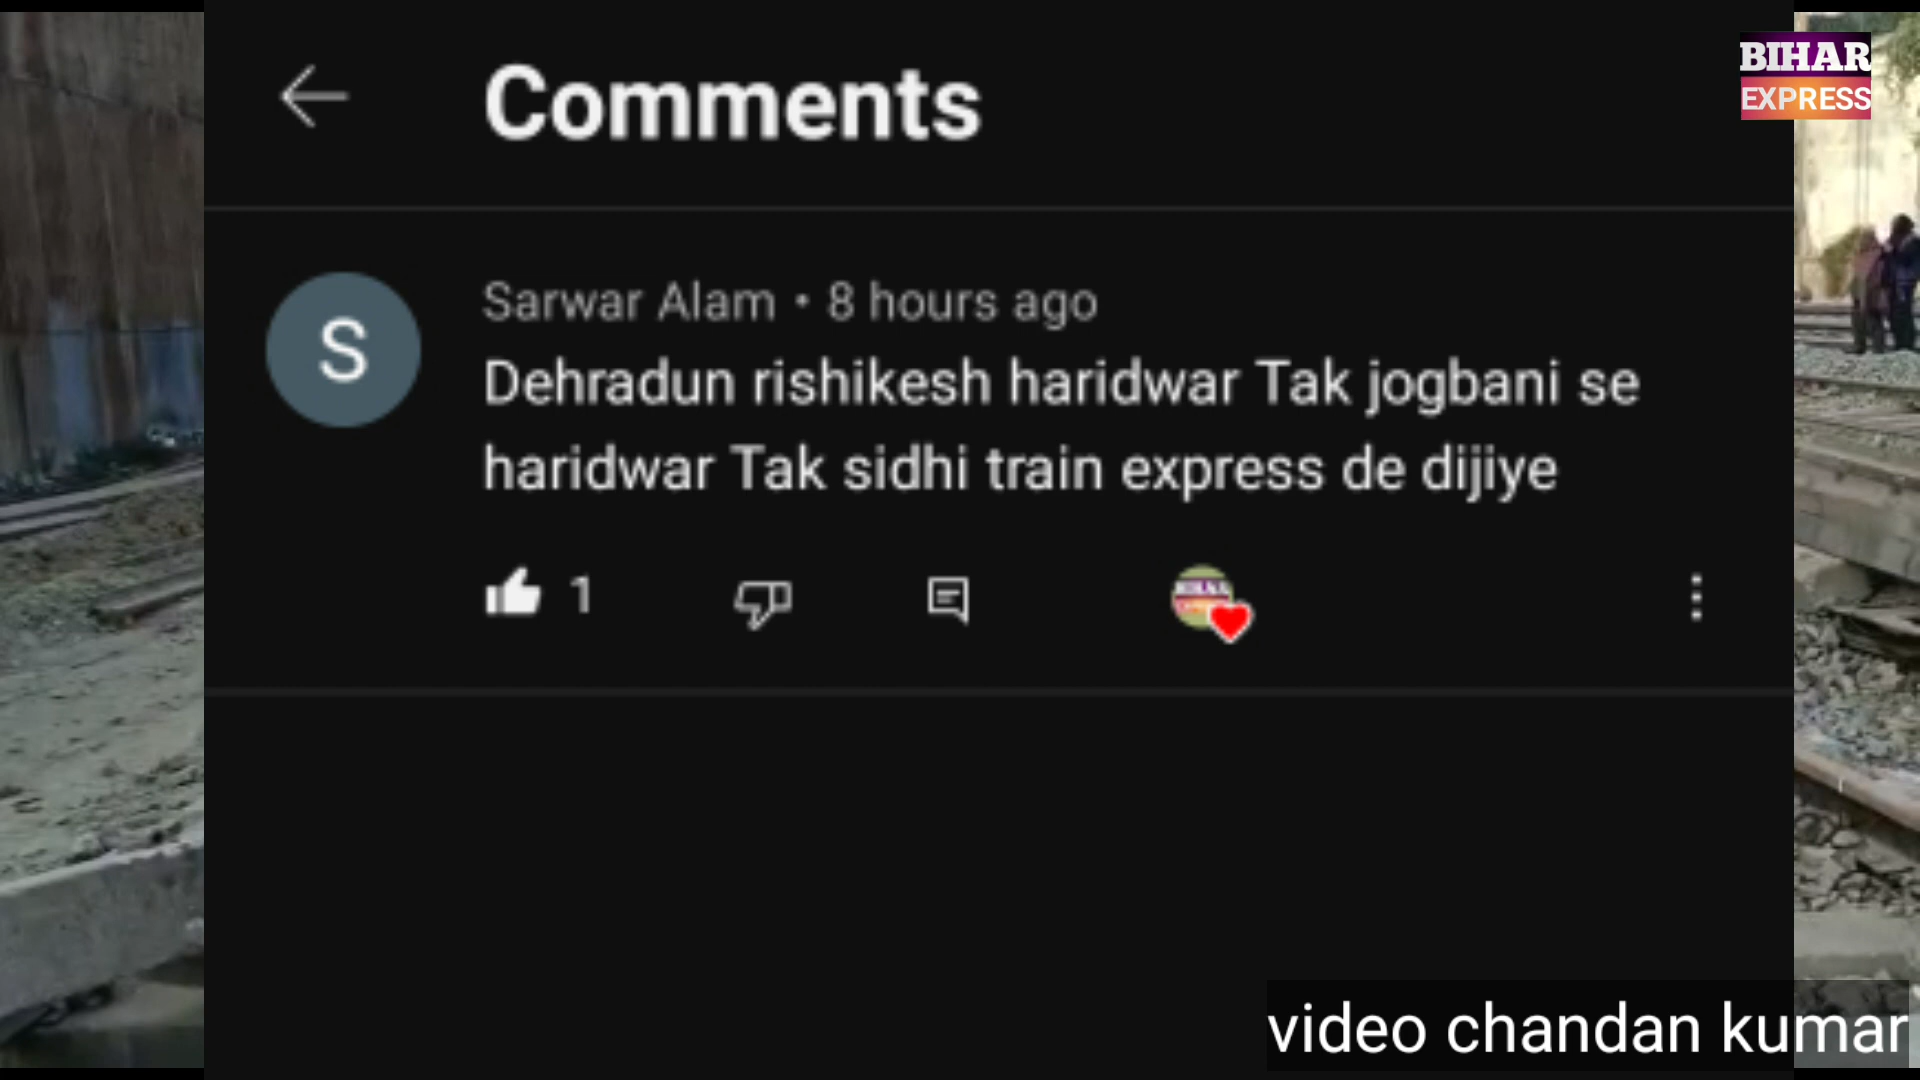 Comments
BIHAR
EXPRESS
S
Sarwar Alam • 8 hours ago
Dehradun rishikesh haridwar Tak jogbani se
haridwar Tak sidhi train express de dijiye
1
video chandan kumar